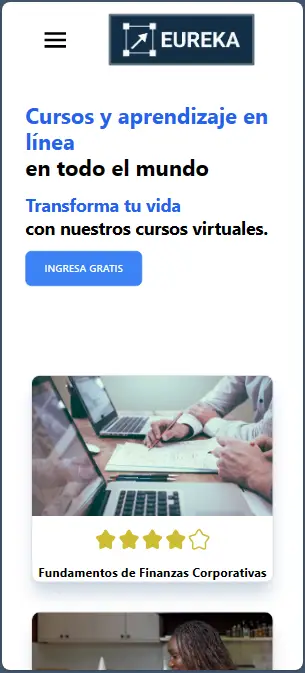 EUREKA
Cursos y aprendizaje en
línea
en todo el mundo
Transforma tu vida
con nuestros cursos virtuales.
INGRESA GRATIS
Fundamentos de Finanzas Corporativas